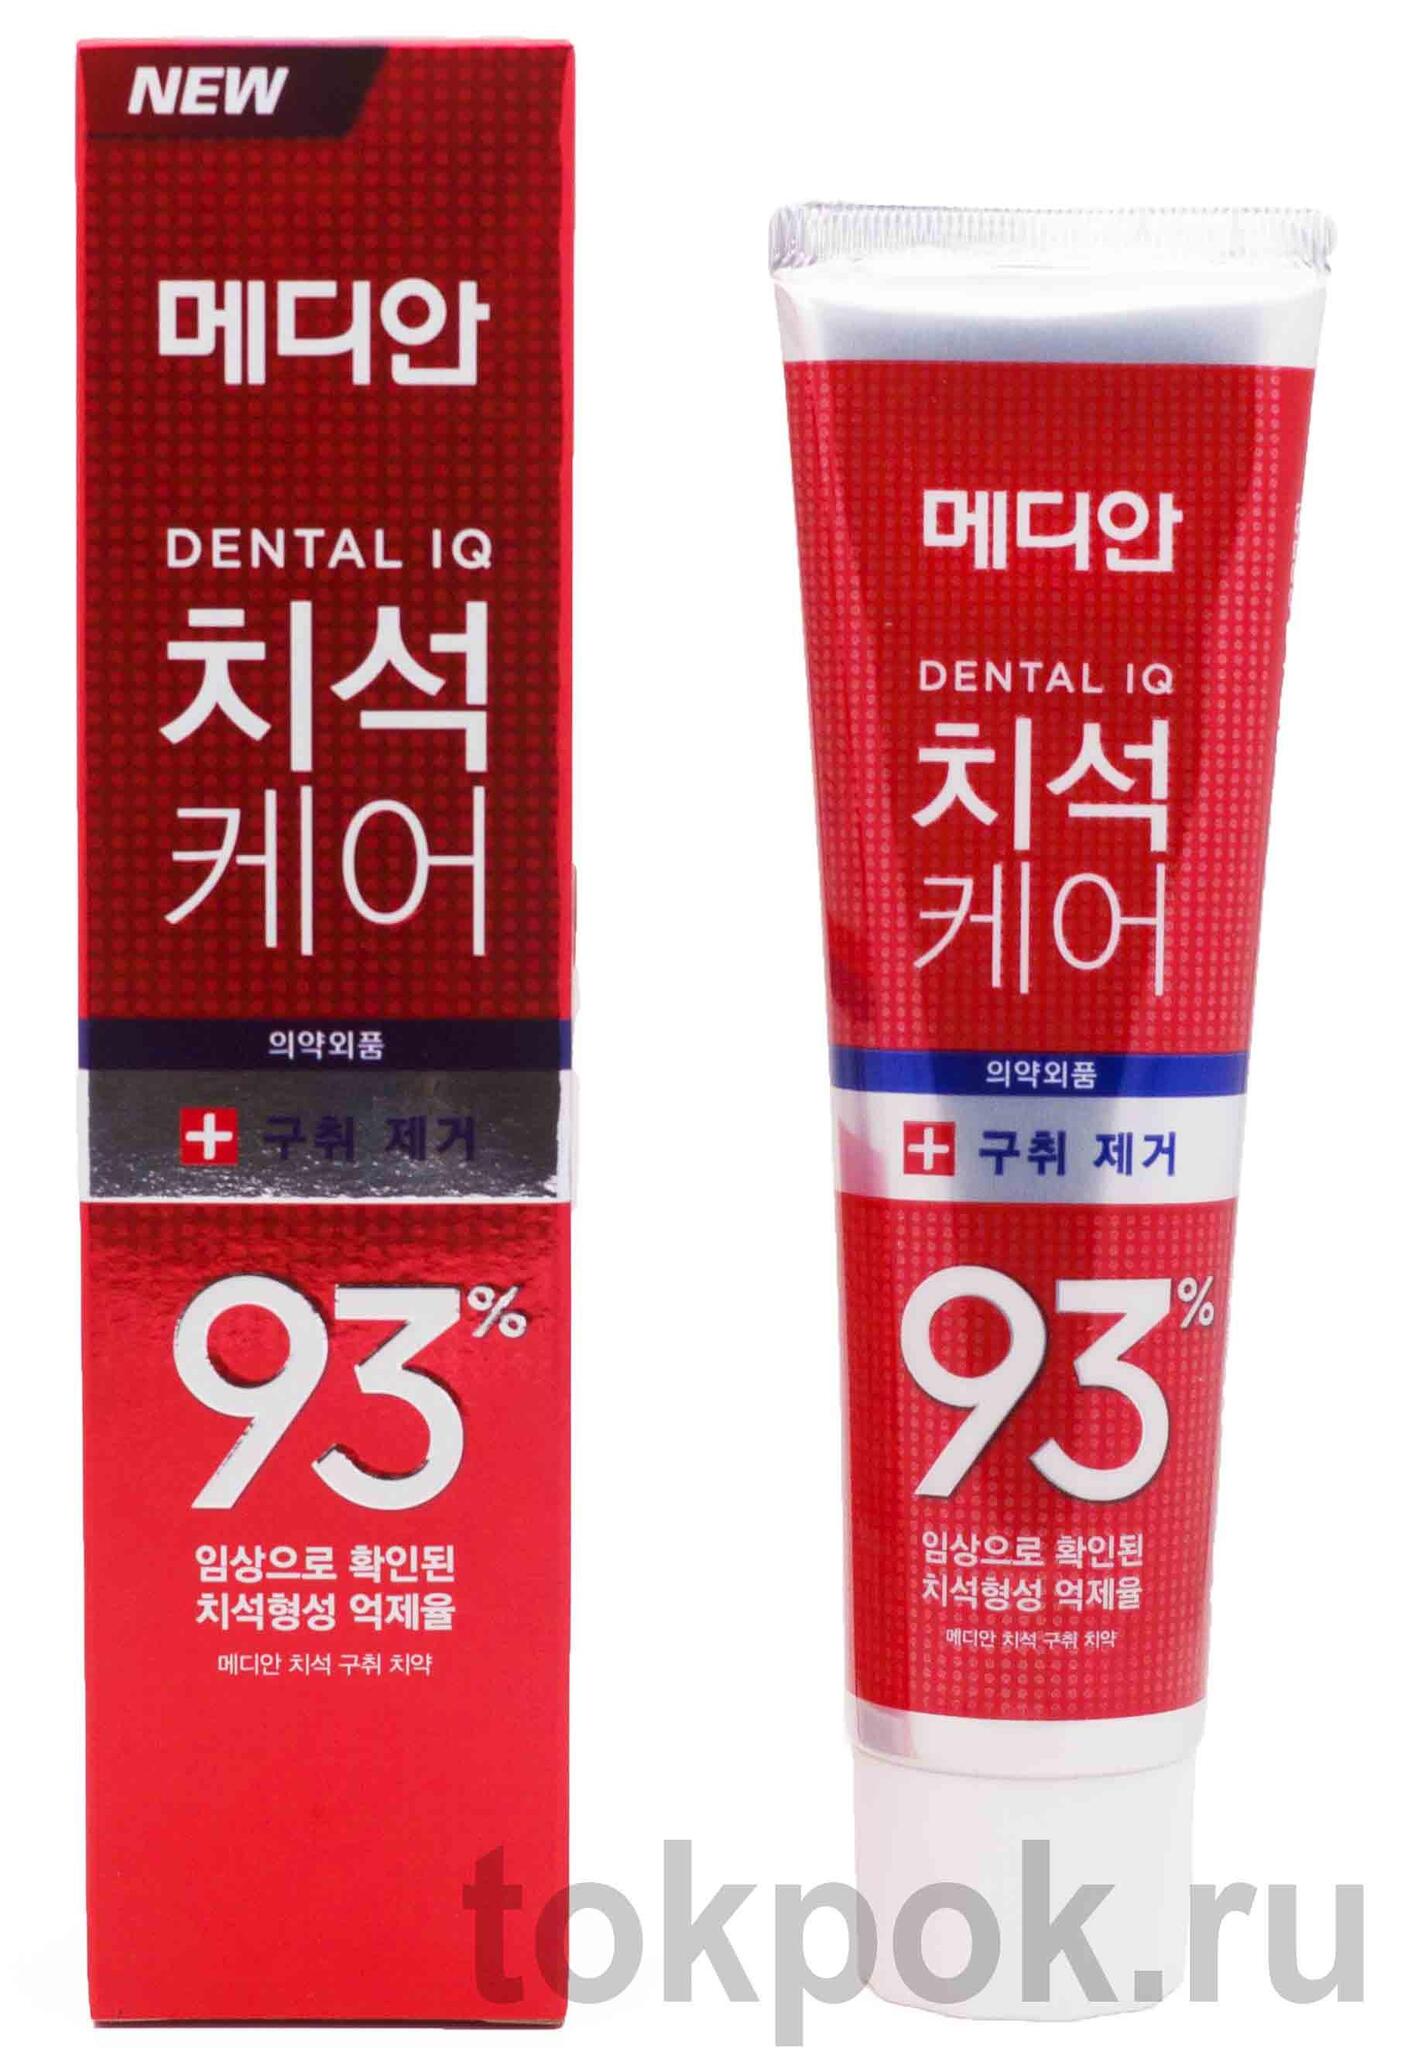 NEW
메디안
DENTAL IQ
치석
케어
의약외품
구취 제거
93%
임상으로 확인된
치석형성 억제율
메디안 치석 구취 치약
메디안
DENTAL IQ
치석
케어
의약외품
구취 제거
93%
임상으로 확인된
치석형성 억제율
메디안 치석 구취 치약
tokpok.ru